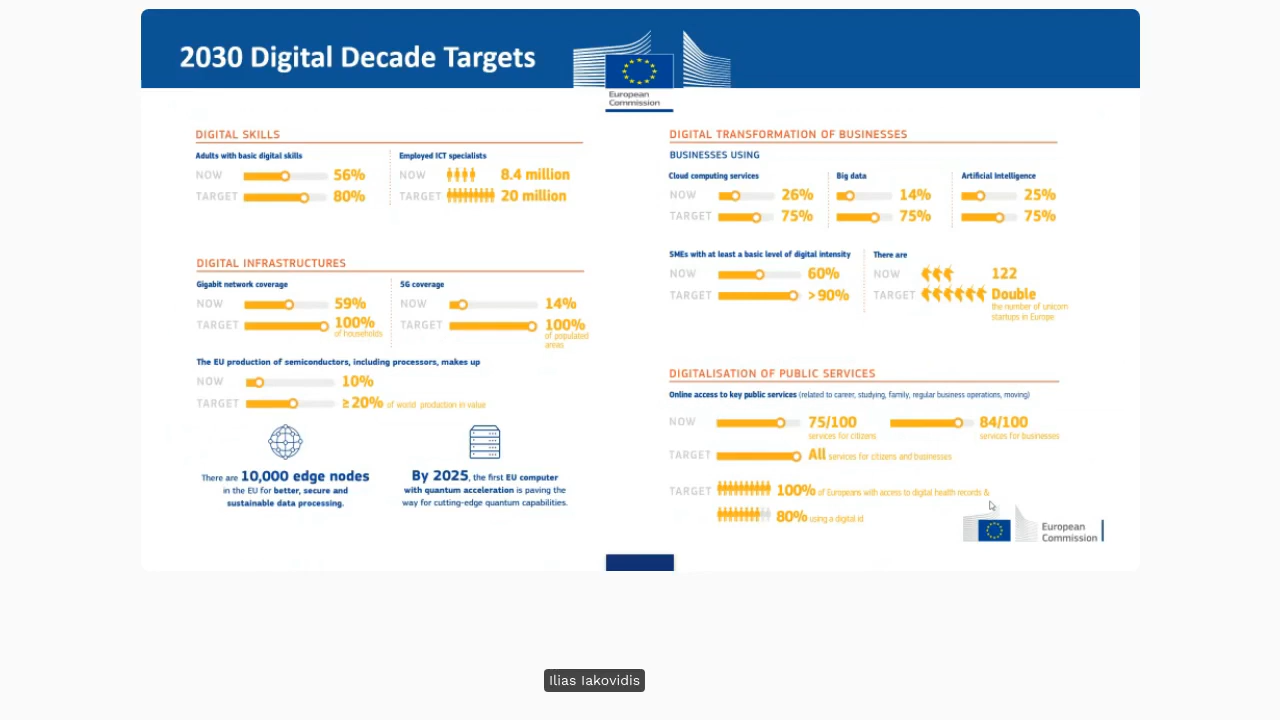 2030 Digital Decade Targets
European
Commission
DIGITAL SKILLS
Adults with basic digital skills
NOW 56%
TARGET 80%
Employed ICT specialists
NOW 8.4 million
TARGET 20 million
DIGITAL INFRASTRUCTURES
Gigabit network coverage
NOW 59%
TARGET 100%
of households
5G coverage
NOW 14%
TARGET 100%
of populated
areas
The EU production of semiconductors, including processors, makes up
NOW 10%
TARGET ≥ 20% of world production in value
There are 10,000 edge nodes
in the EU for better, secure and
sustainable data processing.
By 2025, the first EU computer
with quantum acceleration is paving the
way for cutting-edge quantum capabilities.
DIGITAL TRANSFORMATION OF BUSINESSES
BUSINESSES USING
Cloud computing services
NOW 26%
TARGET 75%
Big data
14%
75%
Artificial Intelligence
25%
75%
SMEs with at least a basic level of digital intensity
NOW 60%
TARGET > 90%
There are
NOW 122
TARGET Double
the number of unicorn
startups in Europe
DIGITALISATION OF PUBLIC SERVICES
Online access to key public services (related to career, studying, family, regular business operations, moving)
NOW 75/100 84/100
services for citizens services for businesses
TARGET All services for citizens and businesses
TARGET 100% of Europeans with access to digital health records &
80% using a digital id
European
Commission
Ilias Iakovidis